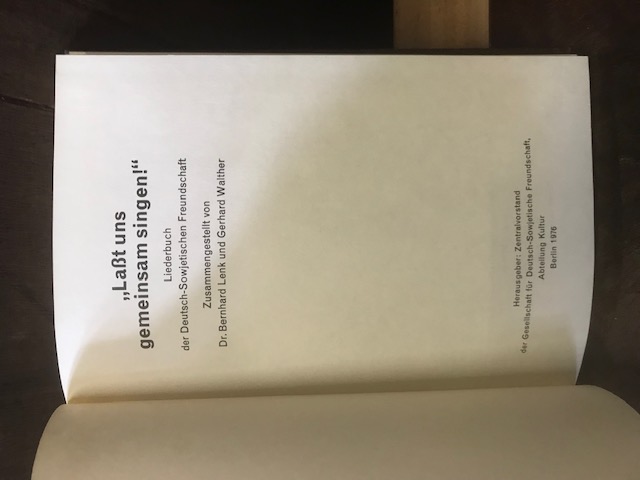 „Laßt uns
gemeinsam singen!“
Liederbuch
der Deutsch-Sowjetischen Freundschaft
Zusammengestellt von
Dr. Bernhard Lenk und Gerhard Walther
Herausgeber: Zentralvorstand
der Gesellschaft für Deutsch-Sowjetische Freundschaft,
Abteilung Kultur
Berlin 1976